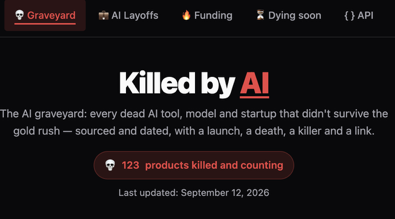 💀 Graveyard 💼 AI Layoffs 🔥 Funding ⏳ Dying soon { } API
Killed by AI
The AI graveyard: every dead AI tool, model and startup that didn't survive the
gold rush — sourced and dated, with a launch, a death, a killer and a link.
💀 123 products killed and counting
Last updated: September 12, 2026